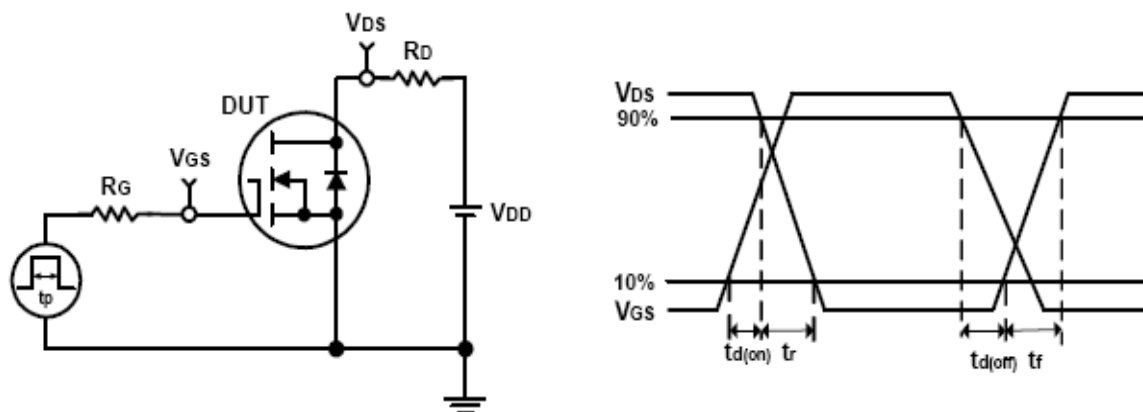 VDS
RD
DUT
VGS
RG
VDD
tp
VDS
90%
10%
VGS
td(on) tr
td(off) tf